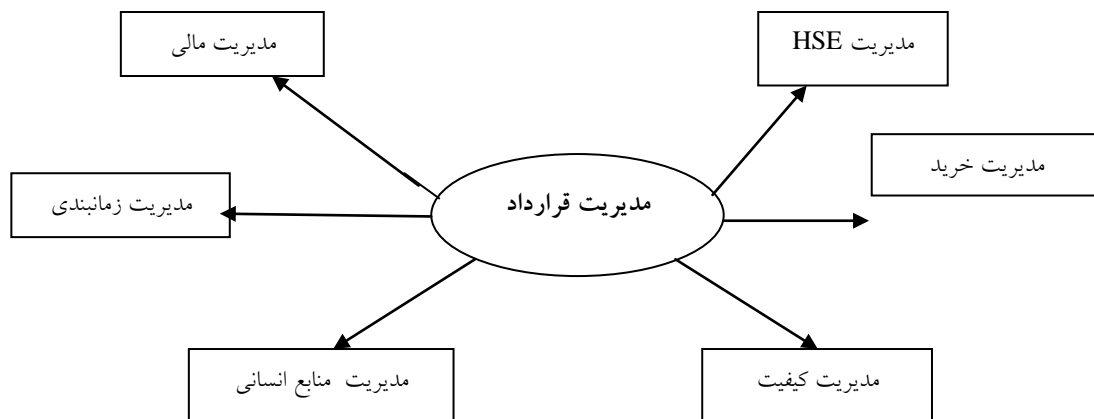 مدیریت HSE
مدیریت مالی
مدیریت خرید
مدیریت قرارداد
مدیریت زمانبندی
مدیریت کیفیت
مدیریت منابع انسانی